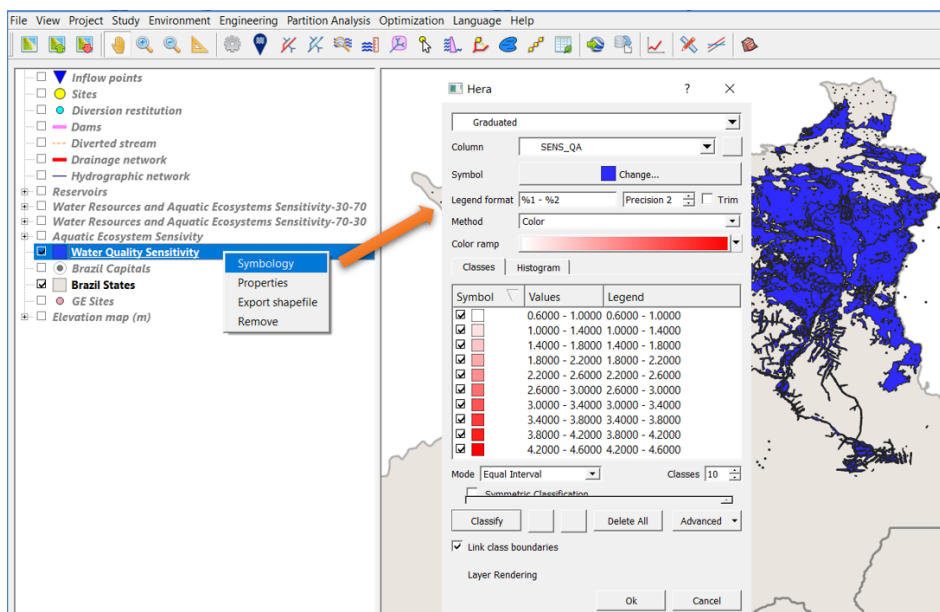 File View Project Study Environment Engineering Partition Analysis Optimization Language Help
Inflow points
Sites
Diversion restitution
Dams
Diverted stream
Drainage network
Hydrographic network
Reservoirs
Water Resources and Aquatic Ecosystems Sensitivity-30-70
Water Resources and Aquatic Ecosystems Sensitivity-70-30
Aquatic Ecosystem Sensivity
Water Quality Sensitivity
Brazil Capitals
Brazil States
GE Sites
Elevation map (m)
Symbology
Properties
Export shapefile
Remove
Hera ?
Graduated
Column SENS_QA
Symbol Change...
Legend format %1 - %2 Precision 2 Trim
Method Color
Color ramp
Classes Histogram
Symbol Values Legend
0.6000 - 1.0000 0.6000 - 1.0000
1.0000 - 1.4000 1.0000 - 1.4000
1.4000 - 1.8000 1.4000 - 1.8000
1.8000 - 2.2000 1.8000 - 2.2000
2.2000 - 2.6000 2.2000 - 2.6000
2.6000 - 3.0000 2.6000 - 3.0000
3.0000 - 3.4000 3.0000 - 3.4000
3.4000 - 3.8000 3.4000 - 3.8000
3.8000 - 4.2000 3.8000 - 4.2000
4.2000 - 4.6000 4.2000 - 4.6000
Mode Equal Interval Classes 10
Symmetric Classification
Classify Delete All Advanced
Link class boundaries
Layer Rendering
Ok Cancel